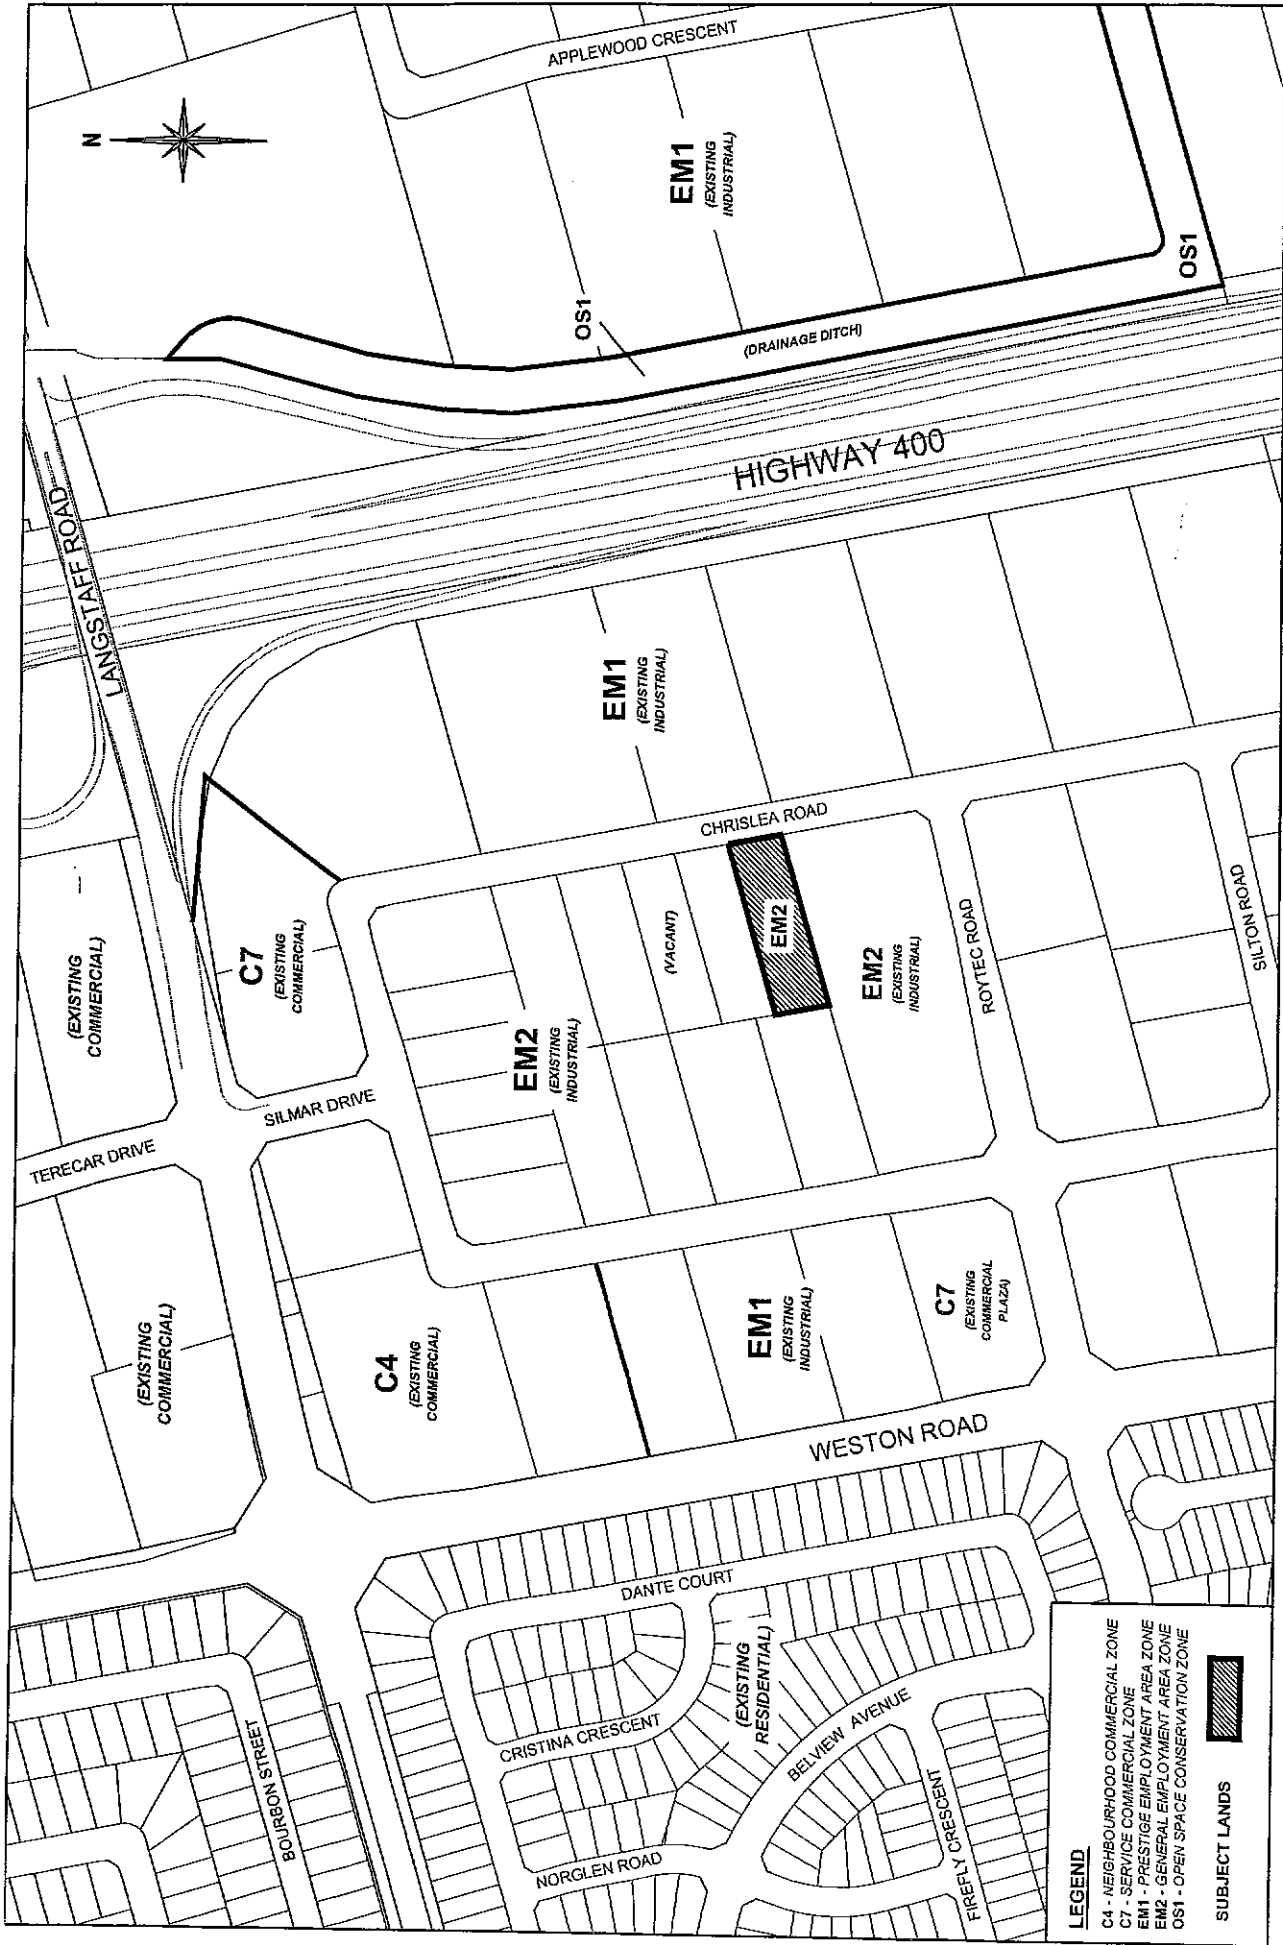 N
APPLEWOOD CRESCENT
EM1
(EXISTING
INDUSTRIAL)
OS1
OS1
(DRAINAGE DITCH)
HIGHWAY 400
LANGSTAFF ROAD
EM1
(EXISTING
INDUSTRIAL)
CHRISLEA ROAD
(EXISTING
COMMERCIAL)
C7
(EXISTING
COMMERCIAL)
(VACANT)
EM2
EM2
(EXISTING
INDUSTRIAL)
ROYTEC ROAD
SILTON ROAD
EM2
(EXISTING
INDUSTRIAL)
SILMAR DRIVE
TERECAR DRIVE
(EXISTING
COMMERCIAL)
C4
(EXISTING
COMMERCIAL)
EM1
(EXISTING
INDUSTRIAL)
C7
(EXISTING
COMMERCIAL
PLAZA)
WESTON ROAD
DANTE COURT
(EXISTING
RESIDENTIAL)
CRISTINA CRESCENT
BELVIEW AVENUE
BOURBON STREET
NORGLEN ROAD
FIREFLY CRESCENT
LEGEND
C4 - NEIGHBOURHOOD COMMERCIAL ZONE
C7 - SERVICE COMMERCIAL ZONE
EM1 - PRESTIGE EMPLOYMENT AREA ZONE
EM2 - GENERAL EMPLOYMENT AREA ZONE
OS1 - OPEN SPACE CONSERVATION ZONE
SUBJECT LANDS